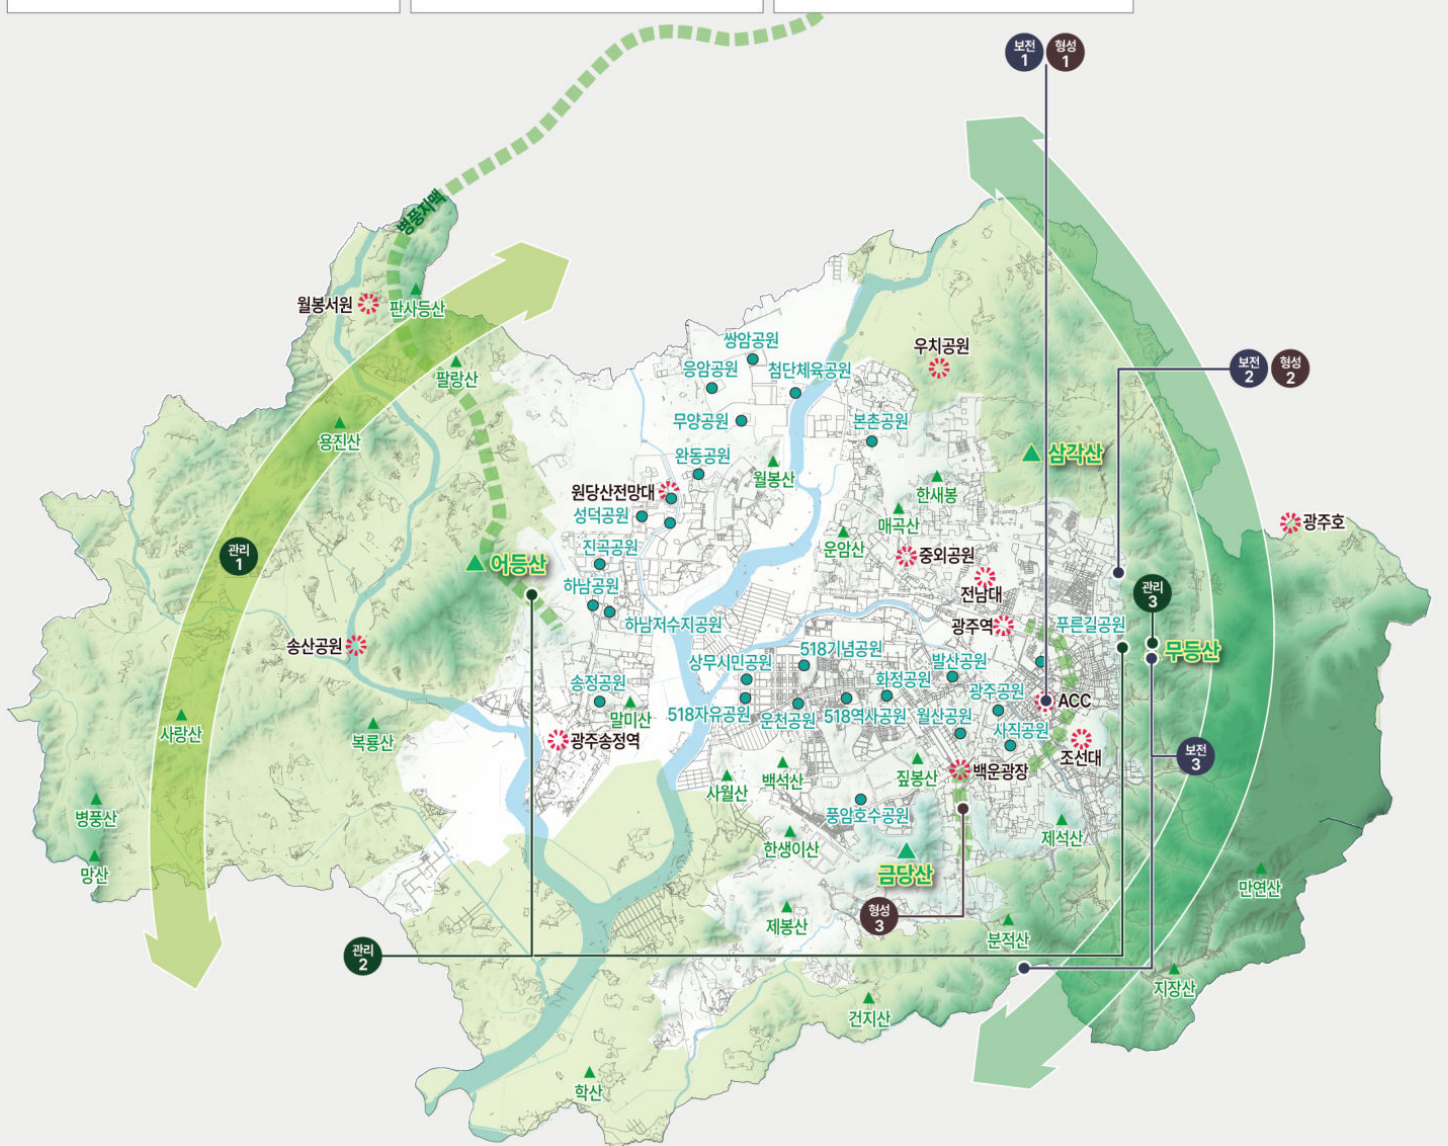 보전
1
형성
1
병풍지맥
월봉서원
판사등산
쌍암공원
우치공원
응암공원
첨단체육공원
보전
2
형성
2
팔랑산
무양공원
본촌공원
용진산
삼각산
완동공원
월봉산
한새봉
원당산전망대
성덕공원
매곡산
광주호
운암산
진곡공원
중외공원
관리
1
어등산
하남공원
전남대
관리
3
하남저수지공원
광주역
푸른길공원
송산공원
518기념공원
무등산
상무시민공원
발산공원
송정공원
화정공원
광주공원
ACC
말미산
518자유공원
운천공원
518역사공원
월산공원
사직공원
사랑산
복룡산
광주송정역
조선대
보전
3
백운광장
사월산
백석산
짚봉산
병풍산
풍암호수공원
제석산
한생이산
망산
금당산
만연산
형성
3
제봉산
분적산
관리
2
지장산
건지산
학산